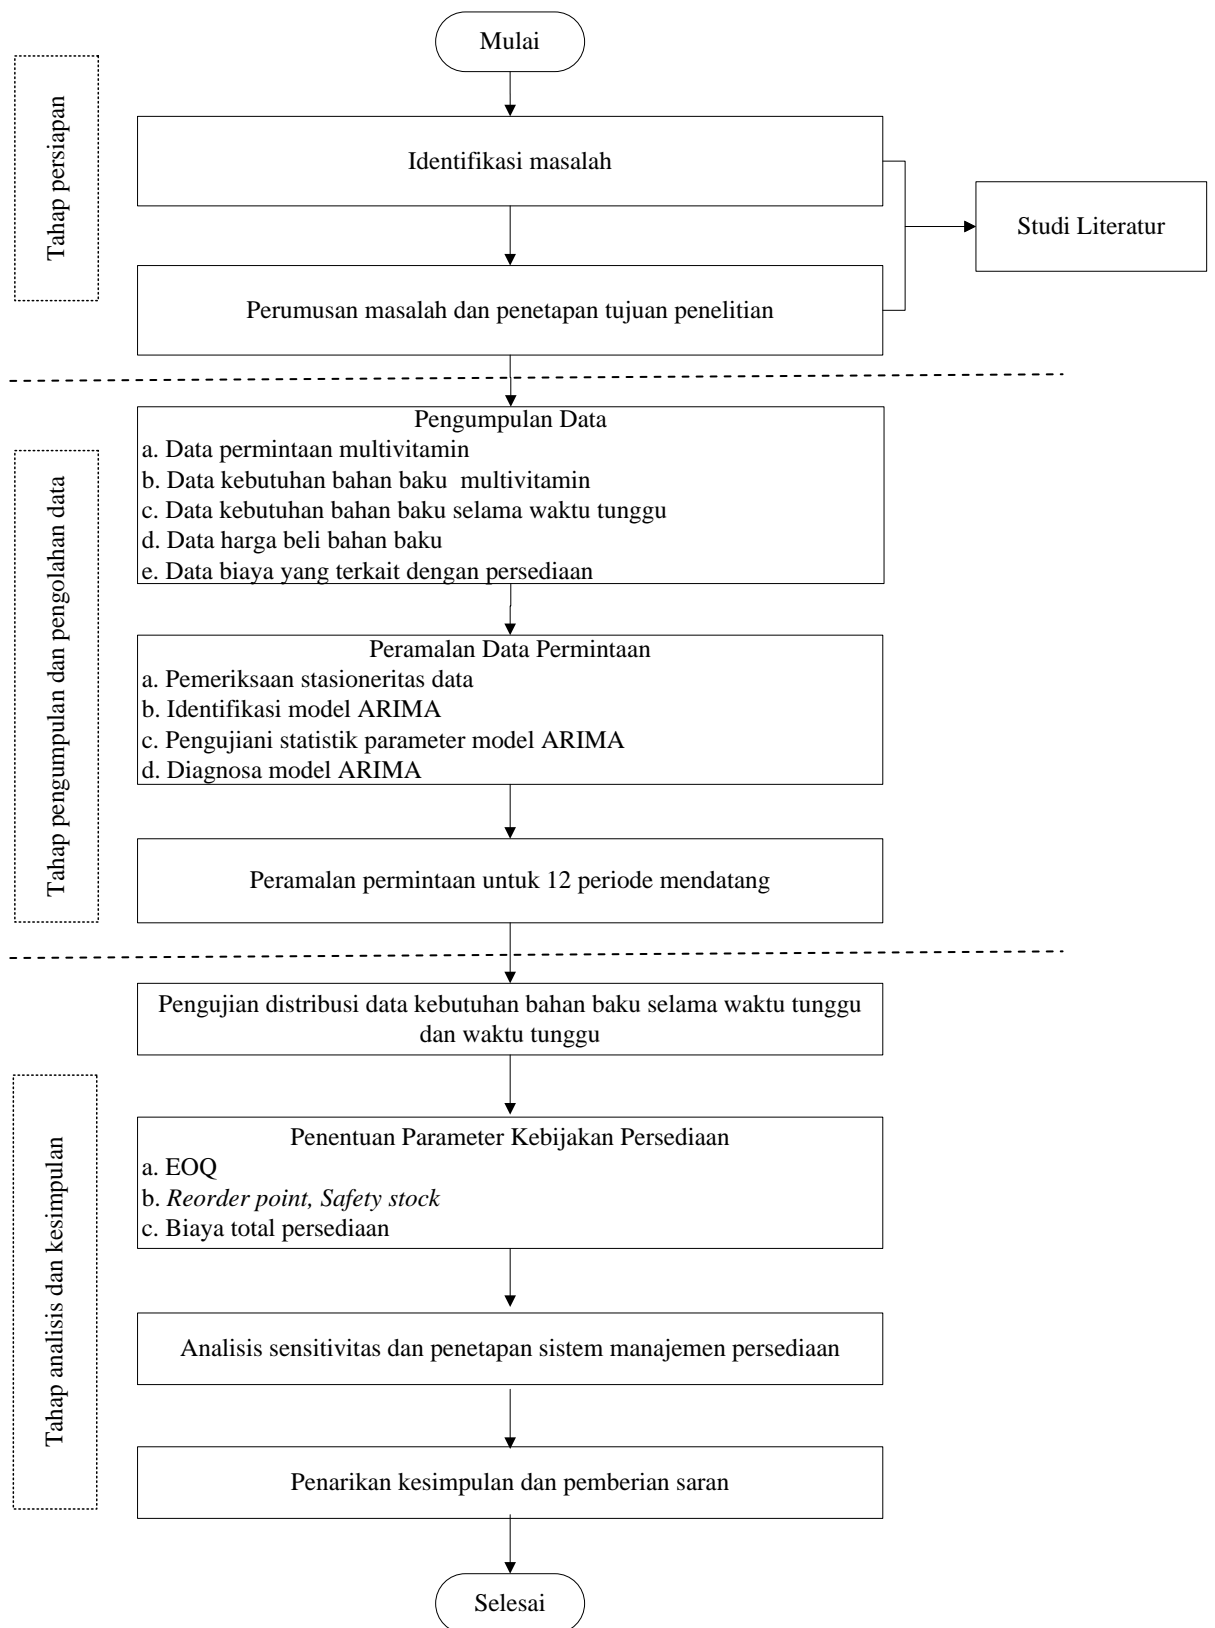 Mulai
Tahap persiapan
Identifikasi masalah
Studi Literatur
Perumusan masalah dan penetapan tujuan penelitian
Tahap pengumpulan dan pengolahan data
Pengumpulan Data
a. Data permintaan multivitamin
b. Data kebutuhan bahan baku multivitamin
c. Data kebutuhan bahan baku selama waktu tunggu
d. Data harga beli bahan baku
e. Data biaya yang terkait dengan persediaan
Peramalan Data Permintaan
a. Pemeriksaan stasioneritas data
b. Identifikasi model ARIMA
c. Pengujiani statistik parameter model ARIMA
d. Diagnosa model ARIMA
Peramalan permintaan untuk 12 periode mendatang
Tahap analisis dan kesimpulan
Pengujian distribusi data kebutuhan bahan baku selama waktu tunggu
dan waktu tunggu
Penentuan Parameter Kebijakan Persediaan
a. EOQ
b. Reorder point, Safety stock
c. Biaya total persediaan
Analisis sensitivitas dan penetapan sistem manajemen persediaan
Penarikan kesimpulan dan pemberian saran
Selesai